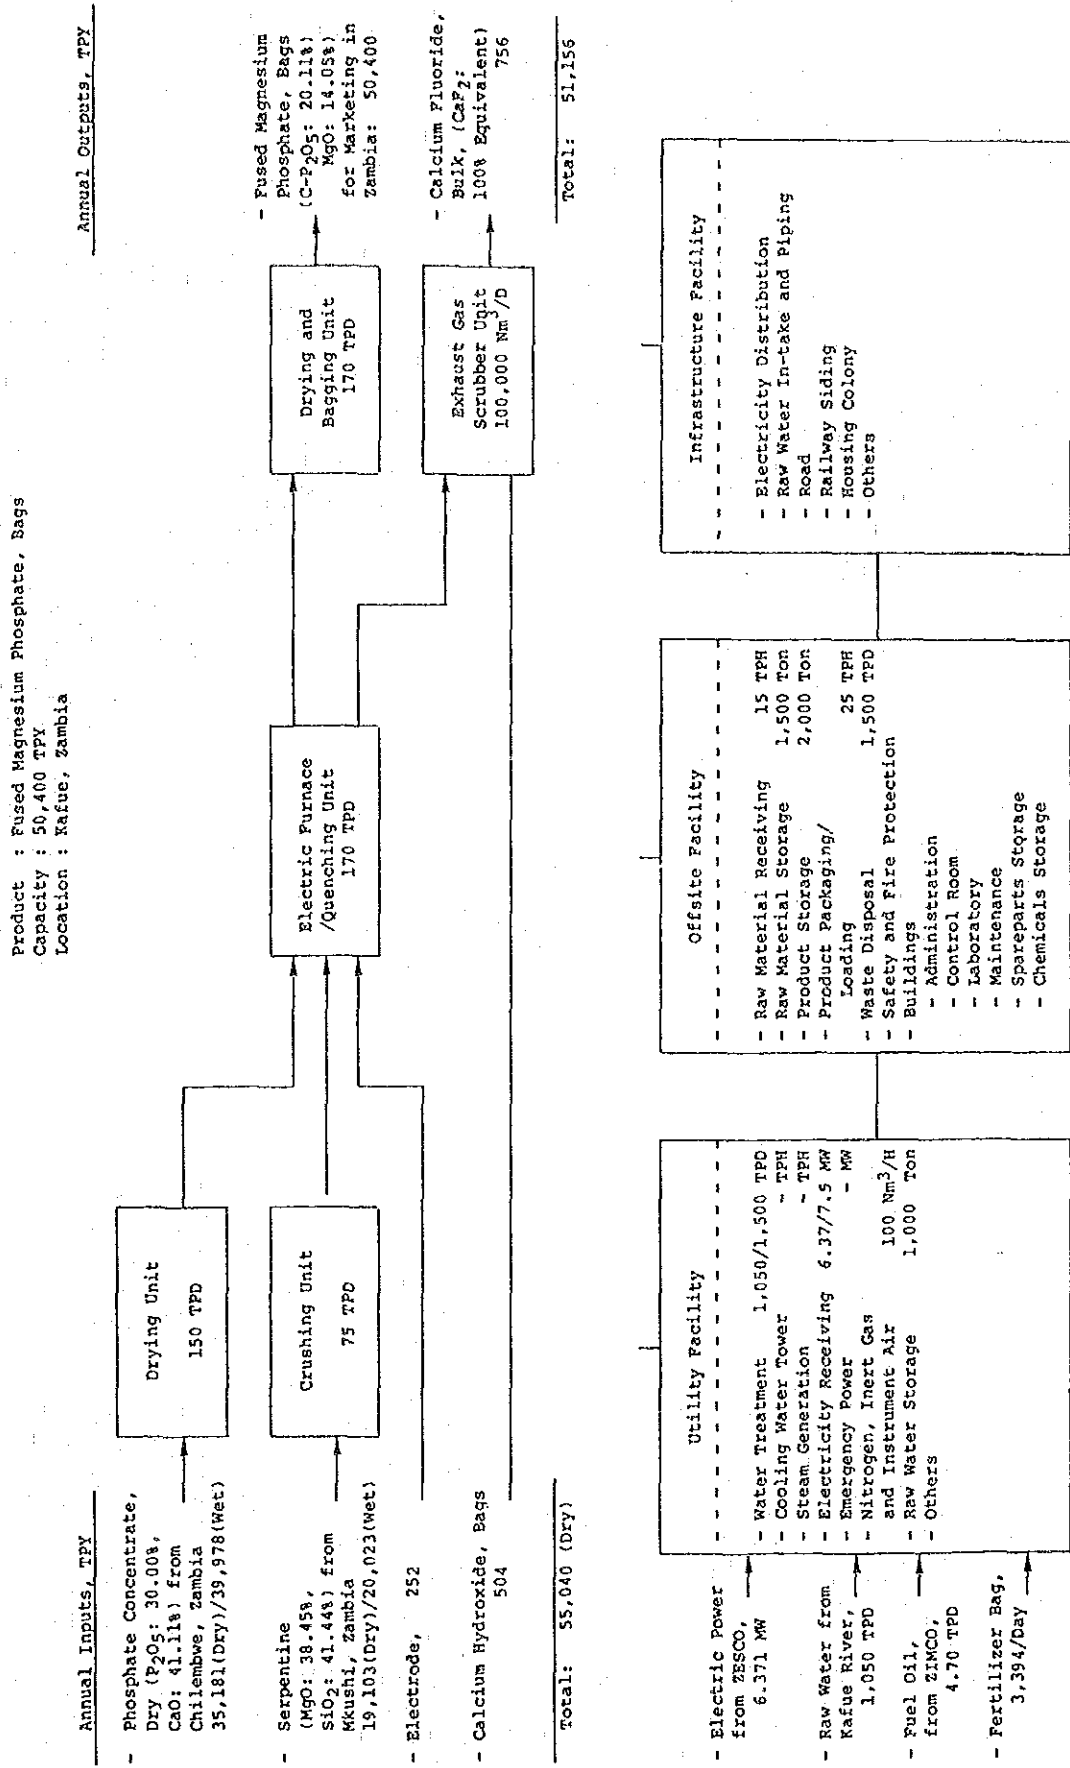 Product : Fused Magnesium Phosphate, Bags
Capacity : 50,400 TPY
Location : Kafue, Zambia
Annual Inputs, TPY
- Phosphate Concentrate,
Dry (P2O5: 30.00%,
CaO: 41.11%) from
Chilembwe, Zambia
35,181(Dry)/39,978(Wet)
- Serpentine
(MgO: 38.45%,
SiO2: 41.44%) from
Mkushi, Zambia
19,103(Dry)/20,023(Wet)
- Electrode, 252
- Calcium Hydroxide, Bags
504
Total: 55,040 (Dry)
Drying Unit
150 TPD
Crushing Unit
75 TPD
Electric Furnace
/Quenching Unit
170 TPD
Drying and
Bagging Unit
170 TPD
Exhaust Gas
Scrubber Unit
100,000 Nm3/D
Annual Outputs, TPY
- Fused Magnesium
Phosphate, Bags
(C-P2O5: 20.11%)
MgO: 14.05%)
for Marketing in
Zambia: 50,400
- Calcium Fluoride,
Bulk, (CaF2:
100% Equivalent)
756
Total: 51,156
- Electric Power
from ZESCO,
6.371 MW
- Raw Water from
Kafue River,
1,050 TPD
- Fuel Oil,
from ZIMCO,
4.70 TPD
- Fertilizer Bag,
3,394/Day
Utility Facility
- Water Treatment 1,050/1,500 TPD
- Cooling Water Tower - TPH
- Steam Generation - TPH
- Electricity Receiving 6.37/7.5 MW
- Emergency Power - MW
- Nitrogen, Inert Gas
and Instrument Air 100 Nm3/H
- Raw Water Storage 1,000 Ton
- Others
Offsite Facility
- Raw Material Receiving 15 TPH
- Raw Material Storage 1,500 Ton
- Product Storage 2,000 Ton
- Product Packaging/
Loading 25 TPH
- Waste Disposal 1,500 TPD
- Safety and Fire Protection
- Buildings
- Administration
- Control Room
- Laboratory
- Maintenance
- Spareparts Storage
- Chemicals Storage
Infrastructure Facility
- Electricity Distribution
- Raw Water In-take and Piping
- Road
- Railway Siding
- Housing Colony
- Others